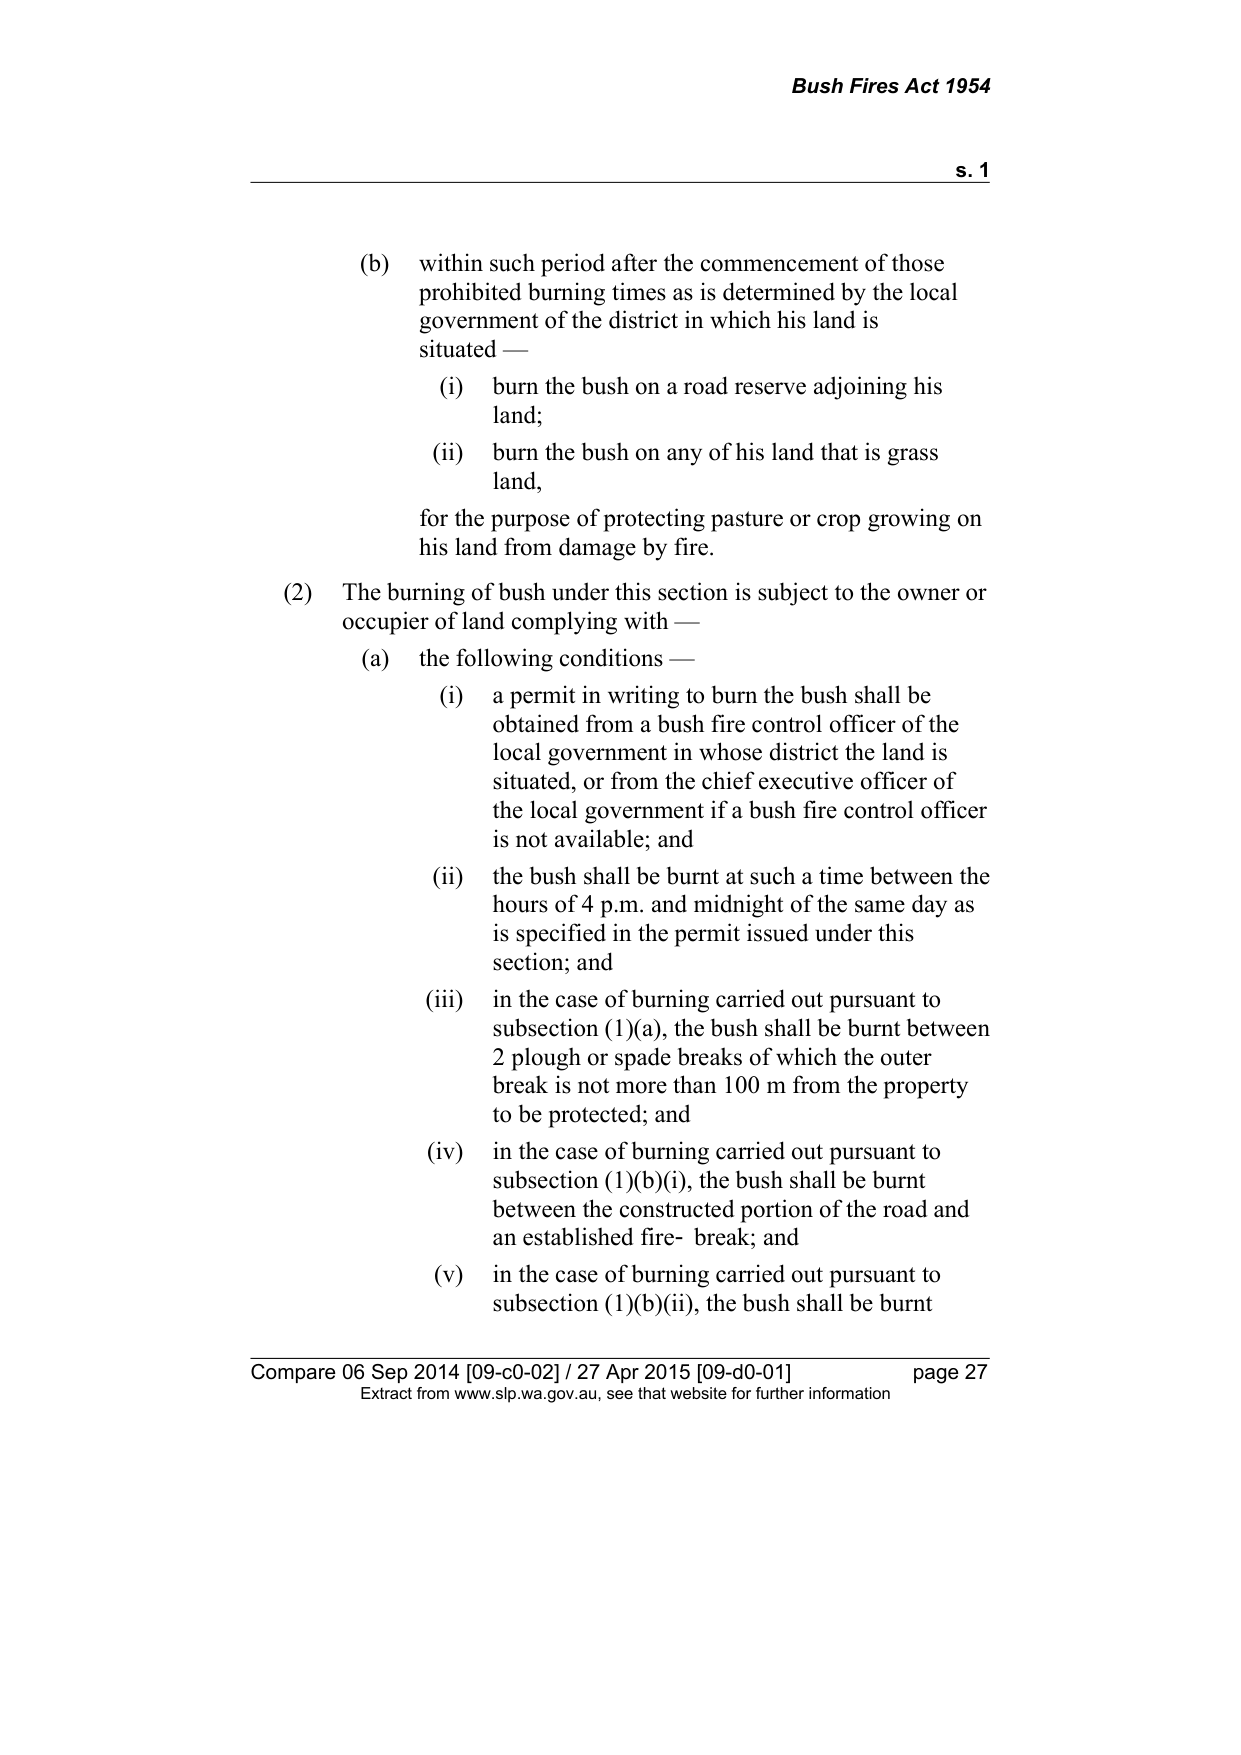 Bush Fires Act 1954
s. 1
(b) within such period after the commencement of those
prohibited burning times as is determined by the local
government of the district in which his land is
situated —
(i) burn the bush on a road reserve adjoining his
land;
(ii) burn the bush on any of his land that is grass
land,
for the purpose of protecting pasture or crop growing on
his land from damage by fire.
(2) The burning of bush under this section is subject to the owner or
occupier of land complying with —
(a) the following conditions —
(i) a permit in writing to burn the bush shall be
obtained from a bush fire control officer of the
local government in whose district the land is
situated, or from the chief executive officer of
the local government if a bush fire control officer
is not available; and
(ii) the bush shall be burnt at such a time between the
hours of 4 p.m. and midnight of the same day as
is specified in the permit issued under this
section; and
(iii) in the case of burning carried out pursuant to
subsection (1)(a), the bush shall be burnt between
2 plough or spade breaks of which the outer
break is not more than 100 m from the property
to be protected; and
(iv) in the case of burning carried out pursuant to
subsection (1)(b)(i), the bush shall be burnt
between the constructed portion of the road and
an established fire- break; and
(v) in the case of burning carried out pursuant to
subsection (1)(b)(ii), the bush shall be burnt
Compare 06 Sep 2014 [09-c0-02] / 27 Apr 2015 [09-d0-01] page 27
Extract from www.slp.wa.gov.au, see that website for further information